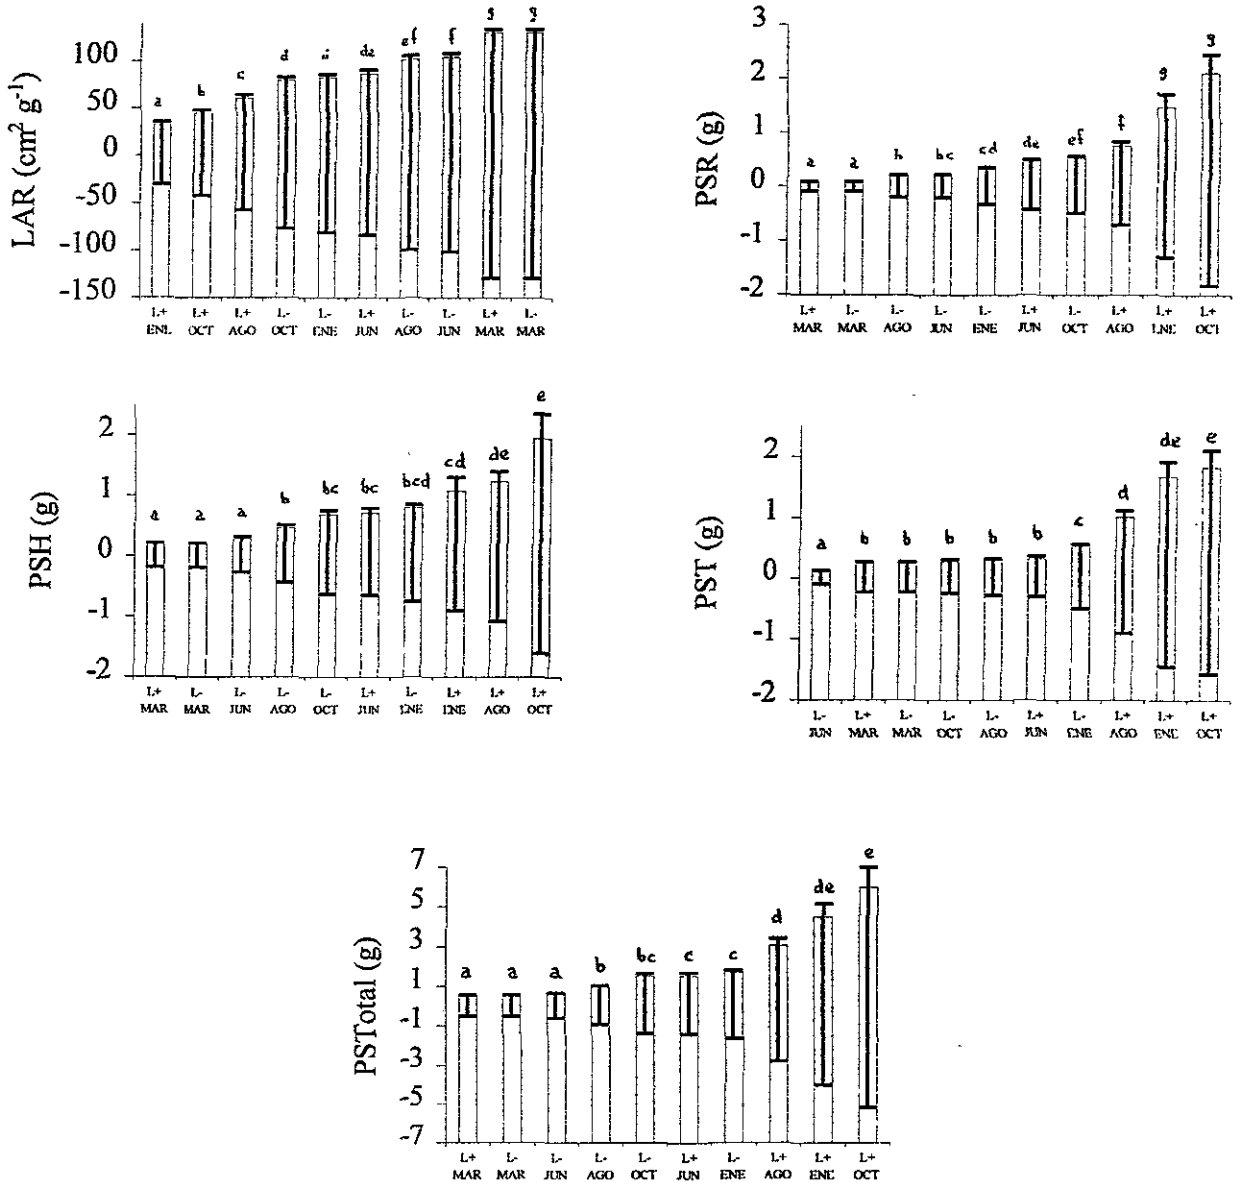 LAR (cm² g⁻¹)
100
50
0
-50
-100
-150
a b c d d de ef f g g
L+ L+ L+ L- L- L+ L- L- L+ L-
ENE OCT AGO OCT ENE JUN AGO JUN MAR MAR
PSR (g)
3
2
1
0
-1
-2
a a b bc cd de ef f g g
L+ L- L- L- L- L+ L- L+ L+ L+
MAR MAR AGO JUN ENE JUN OCT AGO ENE OCT
PSH (g)
2
1
0
-1
-2
a a a b bc bc bcd cd de e
L+ L- L- L- L- L+ L- L+ L+ L+
MAR MAR JUN AGO OCT JUN ENE ENE AGO OCT
PST (g)
2
1
0
-1
-2
a b b b b b c d de e
L- L+ L- L- L- L+ L- L+ L+ L+
JUN MAR MAR OCT AGO JUN ENE AGO ENE OCT
PSTotal (g)
7
5
3
1
-1
-3
-5
-7
a a a b bc c c d de e
L+ L- L- L- L- L+ L- L+ L+ L+
MAR MAR JUN AGO OCT JUN ENE AGO ENE OCT